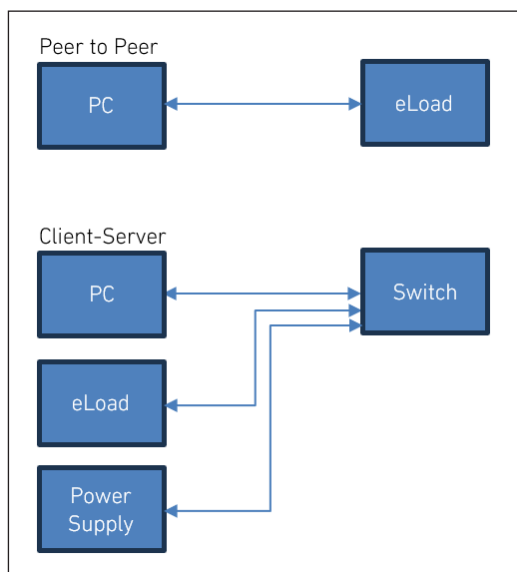 Peer to Peer
PC
eLoad
Client-Server
PC
Switch
eLoad
Power
Supply